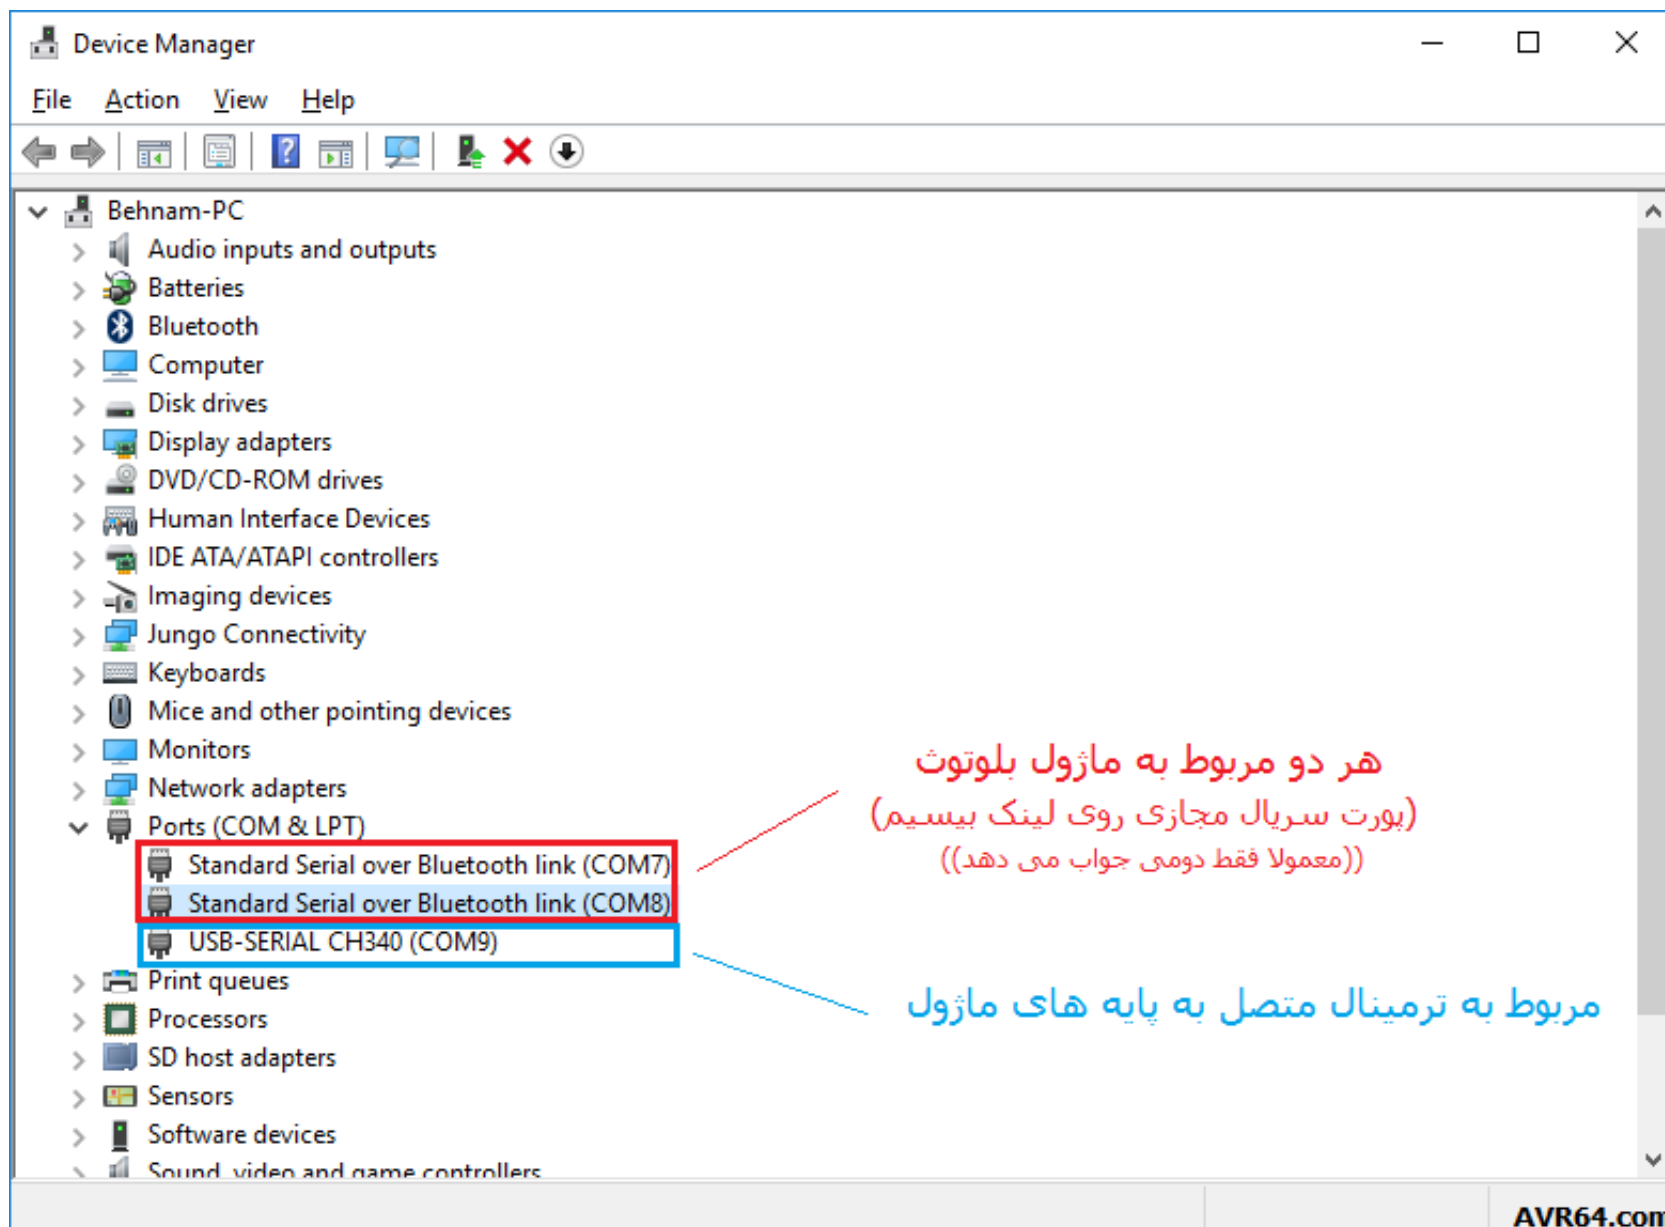 Device Manager
File Action View Help
Behnam-PC
Audio inputs and outputs
Batteries
Bluetooth
Computer
Disk drives
Display adapters
DVD/CD-ROM drives
Human Interface Devices
IDE ATA/ATAPI controllers
Imaging devices
Jungo Connectivity
Keyboards
Mice and other pointing devices
Monitors
Network adapters
Ports (COM & LPT)
Standard Serial over Bluetooth link (COM7)
Standard Serial over Bluetooth link (COM8)
USB-SERIAL CH340 (COM9)
Print queues
Processors
SD host adapters
Sensors
Software devices
Sound, video and game controllers
هر دو مربوط به ماژول بلوتوث
(پورت سریال مجازی روی لینک بیسیم)
((معمولا فقط دومی جواب می دهد))
مربوط به ترمینال متصل به پایه های ماژول
AVR64.com